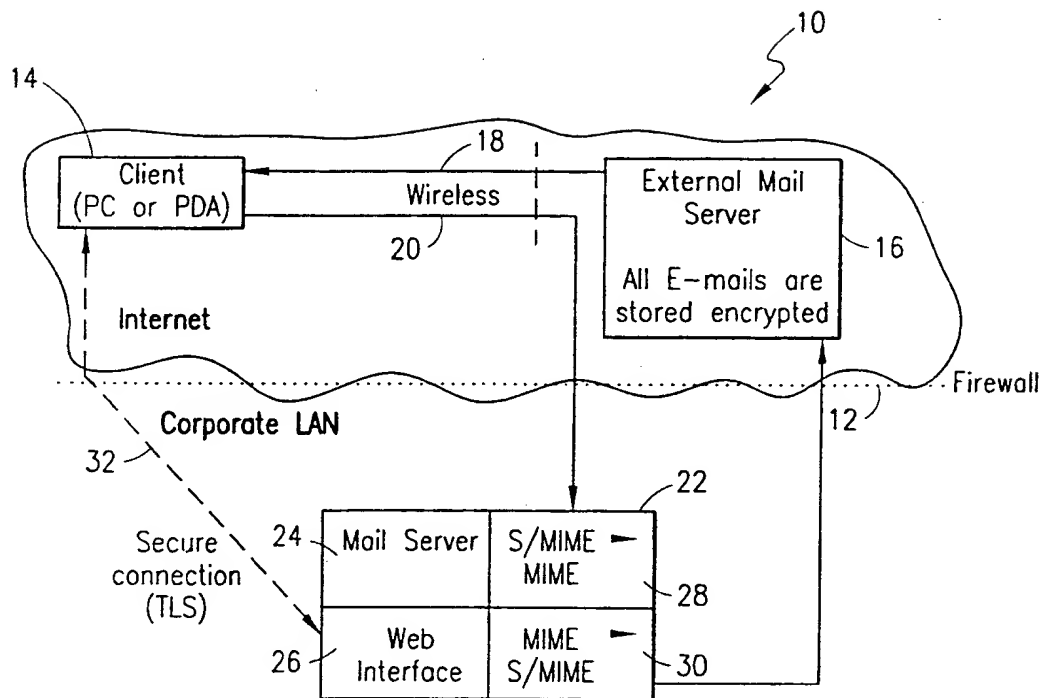 10
14
18
Client
(PC or PDA)
Wireless
20
External Mail
Server
16
All E-mails are
stored encrypted
Internet
Firewall
12
Corporate LAN
32
22
24
Mail Server
S/MIME
MIME
28
Secure
connection
(TLS)
26
Web
Interface
MIME
S/MIME
30